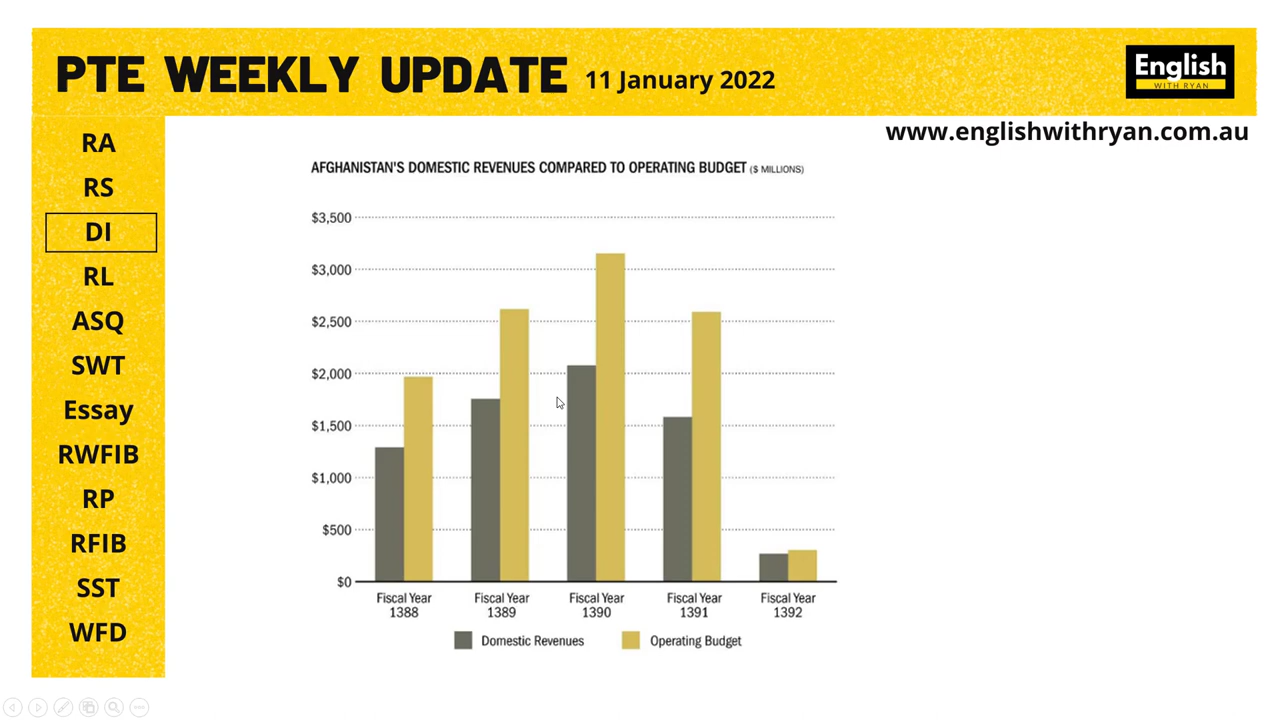 PTE WEEKLY UPDATE 11 January 2022
English
WITH RYAN
www.englishwithryan.com.au
RA
RS
DI
RL
ASQ
SWT
Essay
RWFIB
RP
RFIB
SST
WFD
AFGHANISTAN'S DOMESTIC REVENUES COMPARED TO OPERATING BUDGET ($ MILLIONS)
$3,500
$3,000
$2,500
$2,000
$1,500
$1,000
$500
$0
Fiscal Year Fiscal Year Fiscal Year Fiscal Year Fiscal Year
1388 1389 1390 1391 1392
Domestic Revenues Operating Budget